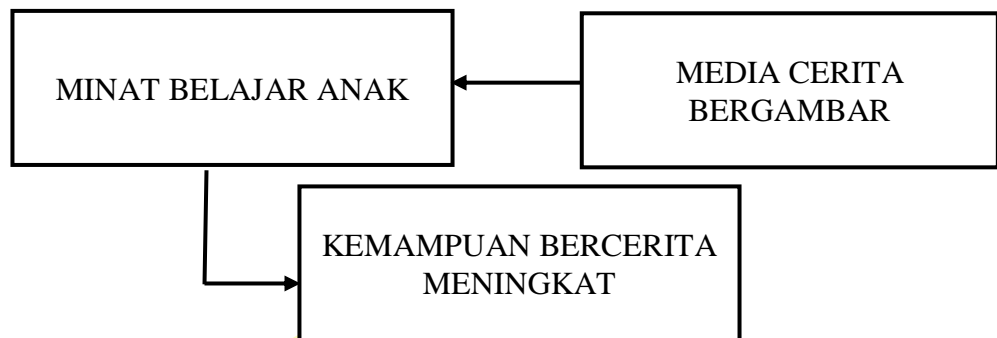 MINAT BELAJAR ANAK
MEDIA CERITA
BERGAMBAR
KEMAMPUAN BERCERITA
MENINGKAT